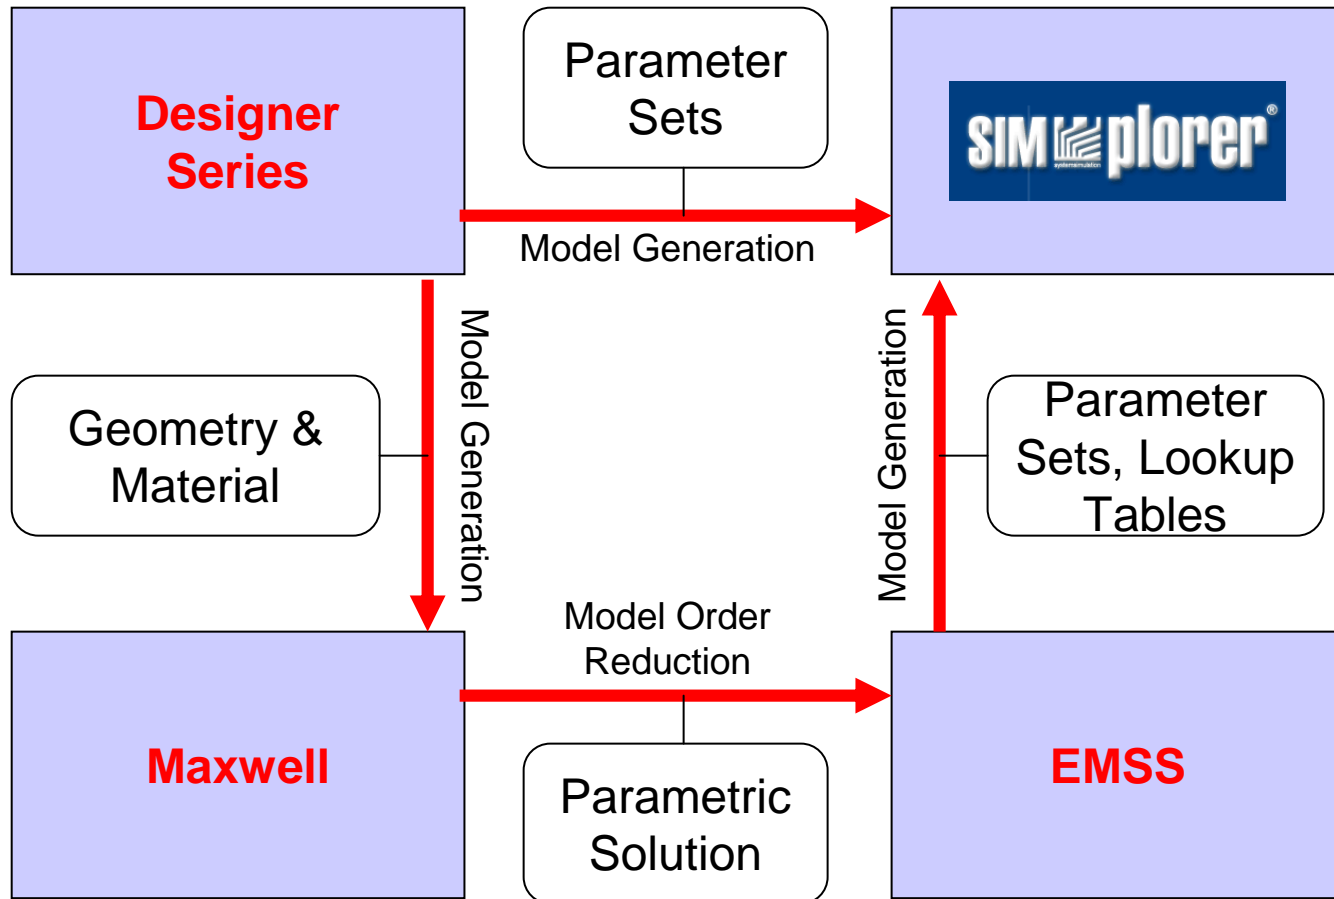 Designer
Series
Parameter
Sets
SIMplorer®
systemsimulation
Model Generation
Model Generation
Geometry &
Material
Model Generation
Parameter
Sets, Lookup
Tables
Model Order
Reduction
Maxwell
Parametric
Solution
EMSS